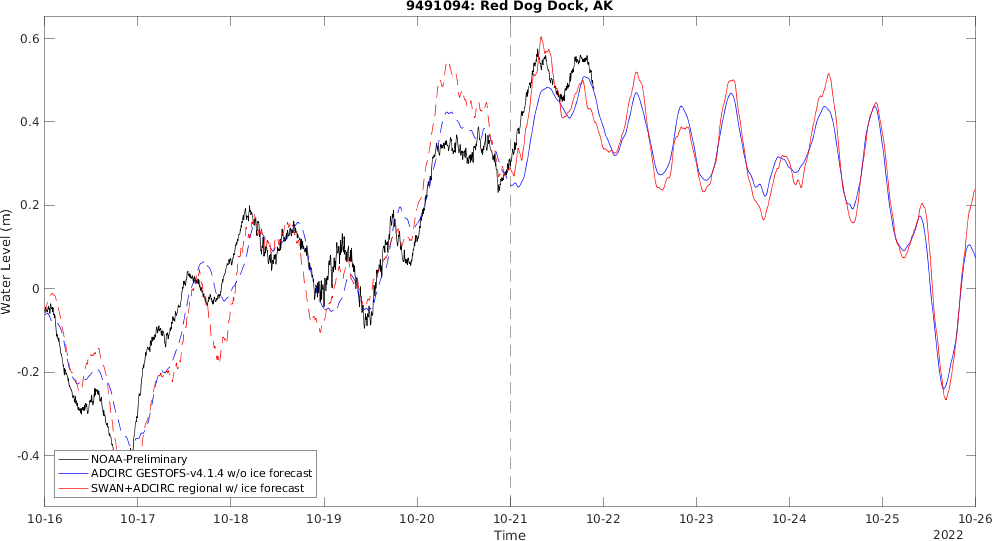 9491094: Red Dog Dock, AK
Water Level (m)
0.6
0.4
0.2
0
-0.2
-0.4
NOAA-Preliminary
ADCIRC GESTOFS-v4.1.4 w/o ice forecast
SWAN+ADCIRC regional w/ ice forecast
10-16 10-17 10-18 10-19 10-20 10-21 10-22 10-23 10-24 10-25 10-26
Time
2022